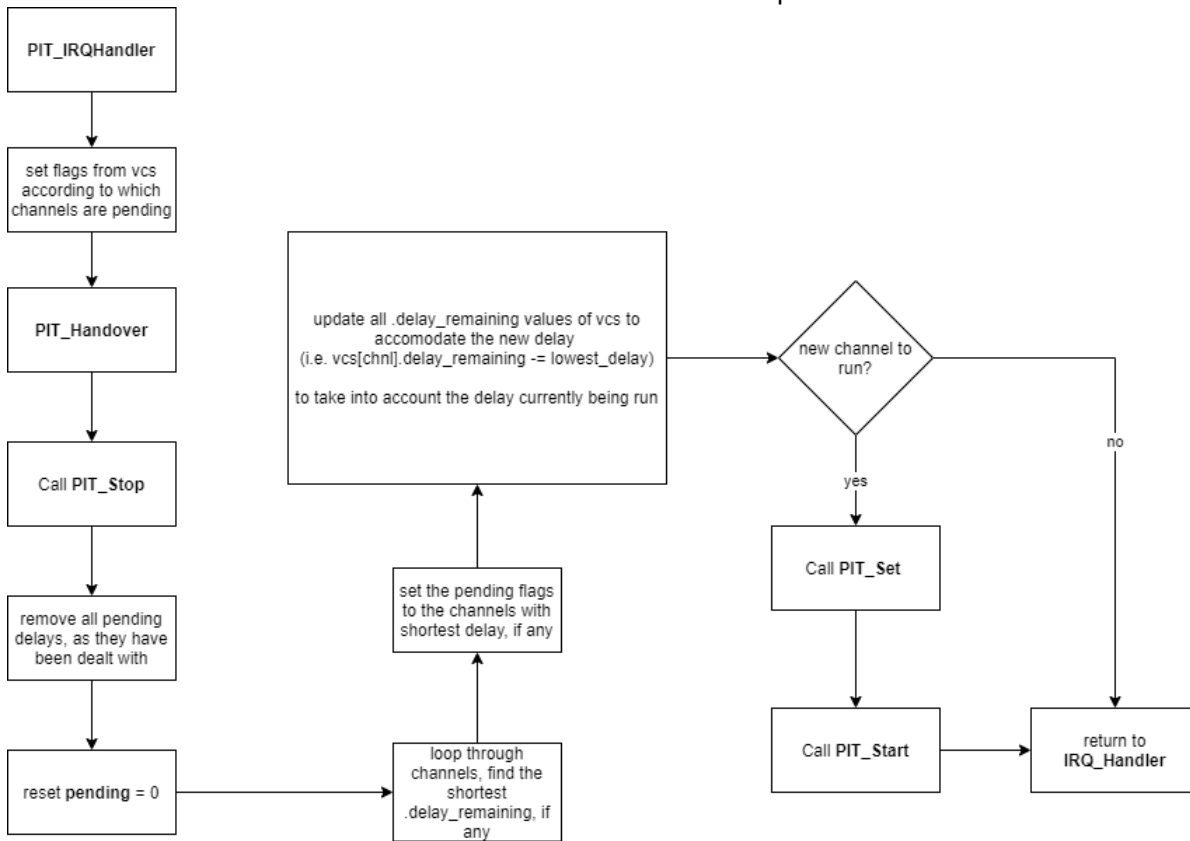 PIT_IRQHandler
set flags from vcs
according to which
channels are pending
PIT_Handover
Call PIT_Stop
remove all pending
delays, as they have
been dealt with
reset pending = 0
loop through
channels, find the
shortest
.delay_remaining, if
any
set the pending flags
to the channels with
shortest delay, if any
update all .delay_remaining values of vcs to
accomodate the new delay
(i.e. vcs[chnl].delay_remaining -= lowest_delay)
to take into account the delay currently being run
new channel to
run?
yes
no
Call PIT_Set
Call PIT_Start
return to
IRQ_Handler